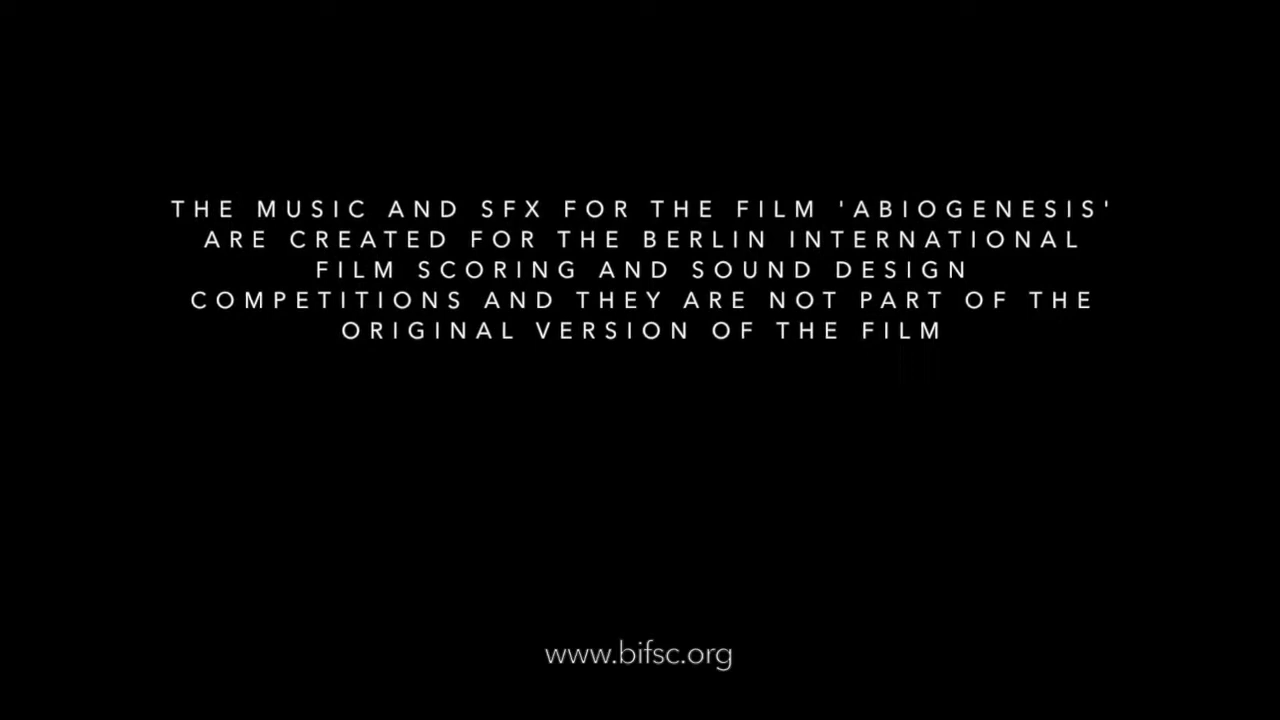 THE MUSIC AND SFX FOR THE FILM 'ABIOGENESIS'
ARE CREATED FOR THE BERLIN INTERNATIONAL
FILM SCORING AND SOUND DESIGN
COMPETITIONS AND THEY ARE NOT PART OF THE
ORIGINAL VERSION OF THE FILM
www.bifsc.org